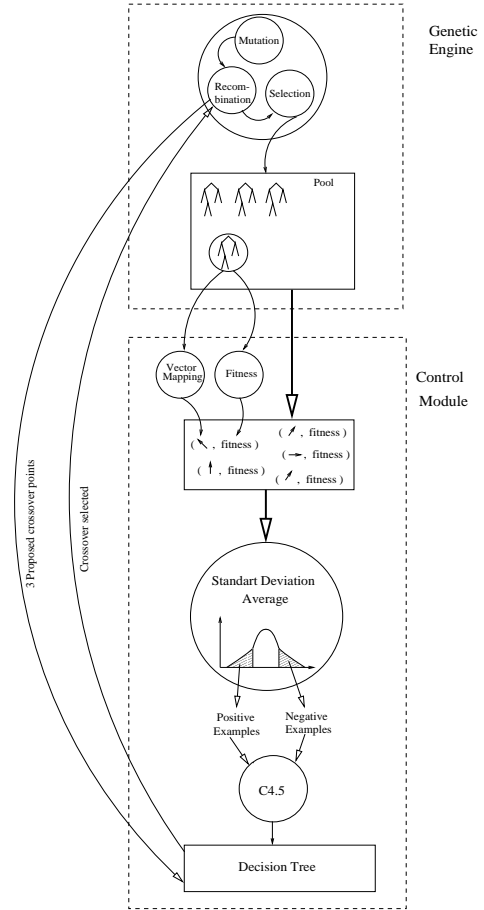 Genetic
Engine
Mutation
Recom-
bination
Selection
Pool
Vector
Mapping
Fitness
Control
Module
( , fitness )
( , fitness )
( , fitness )
( , fitness )
( , fitness )
3 Proposed crossover points
Crossover selected
Standart Deviation
Average
Positive
Examples
Negative
Examples
C4.5
Decision Tree